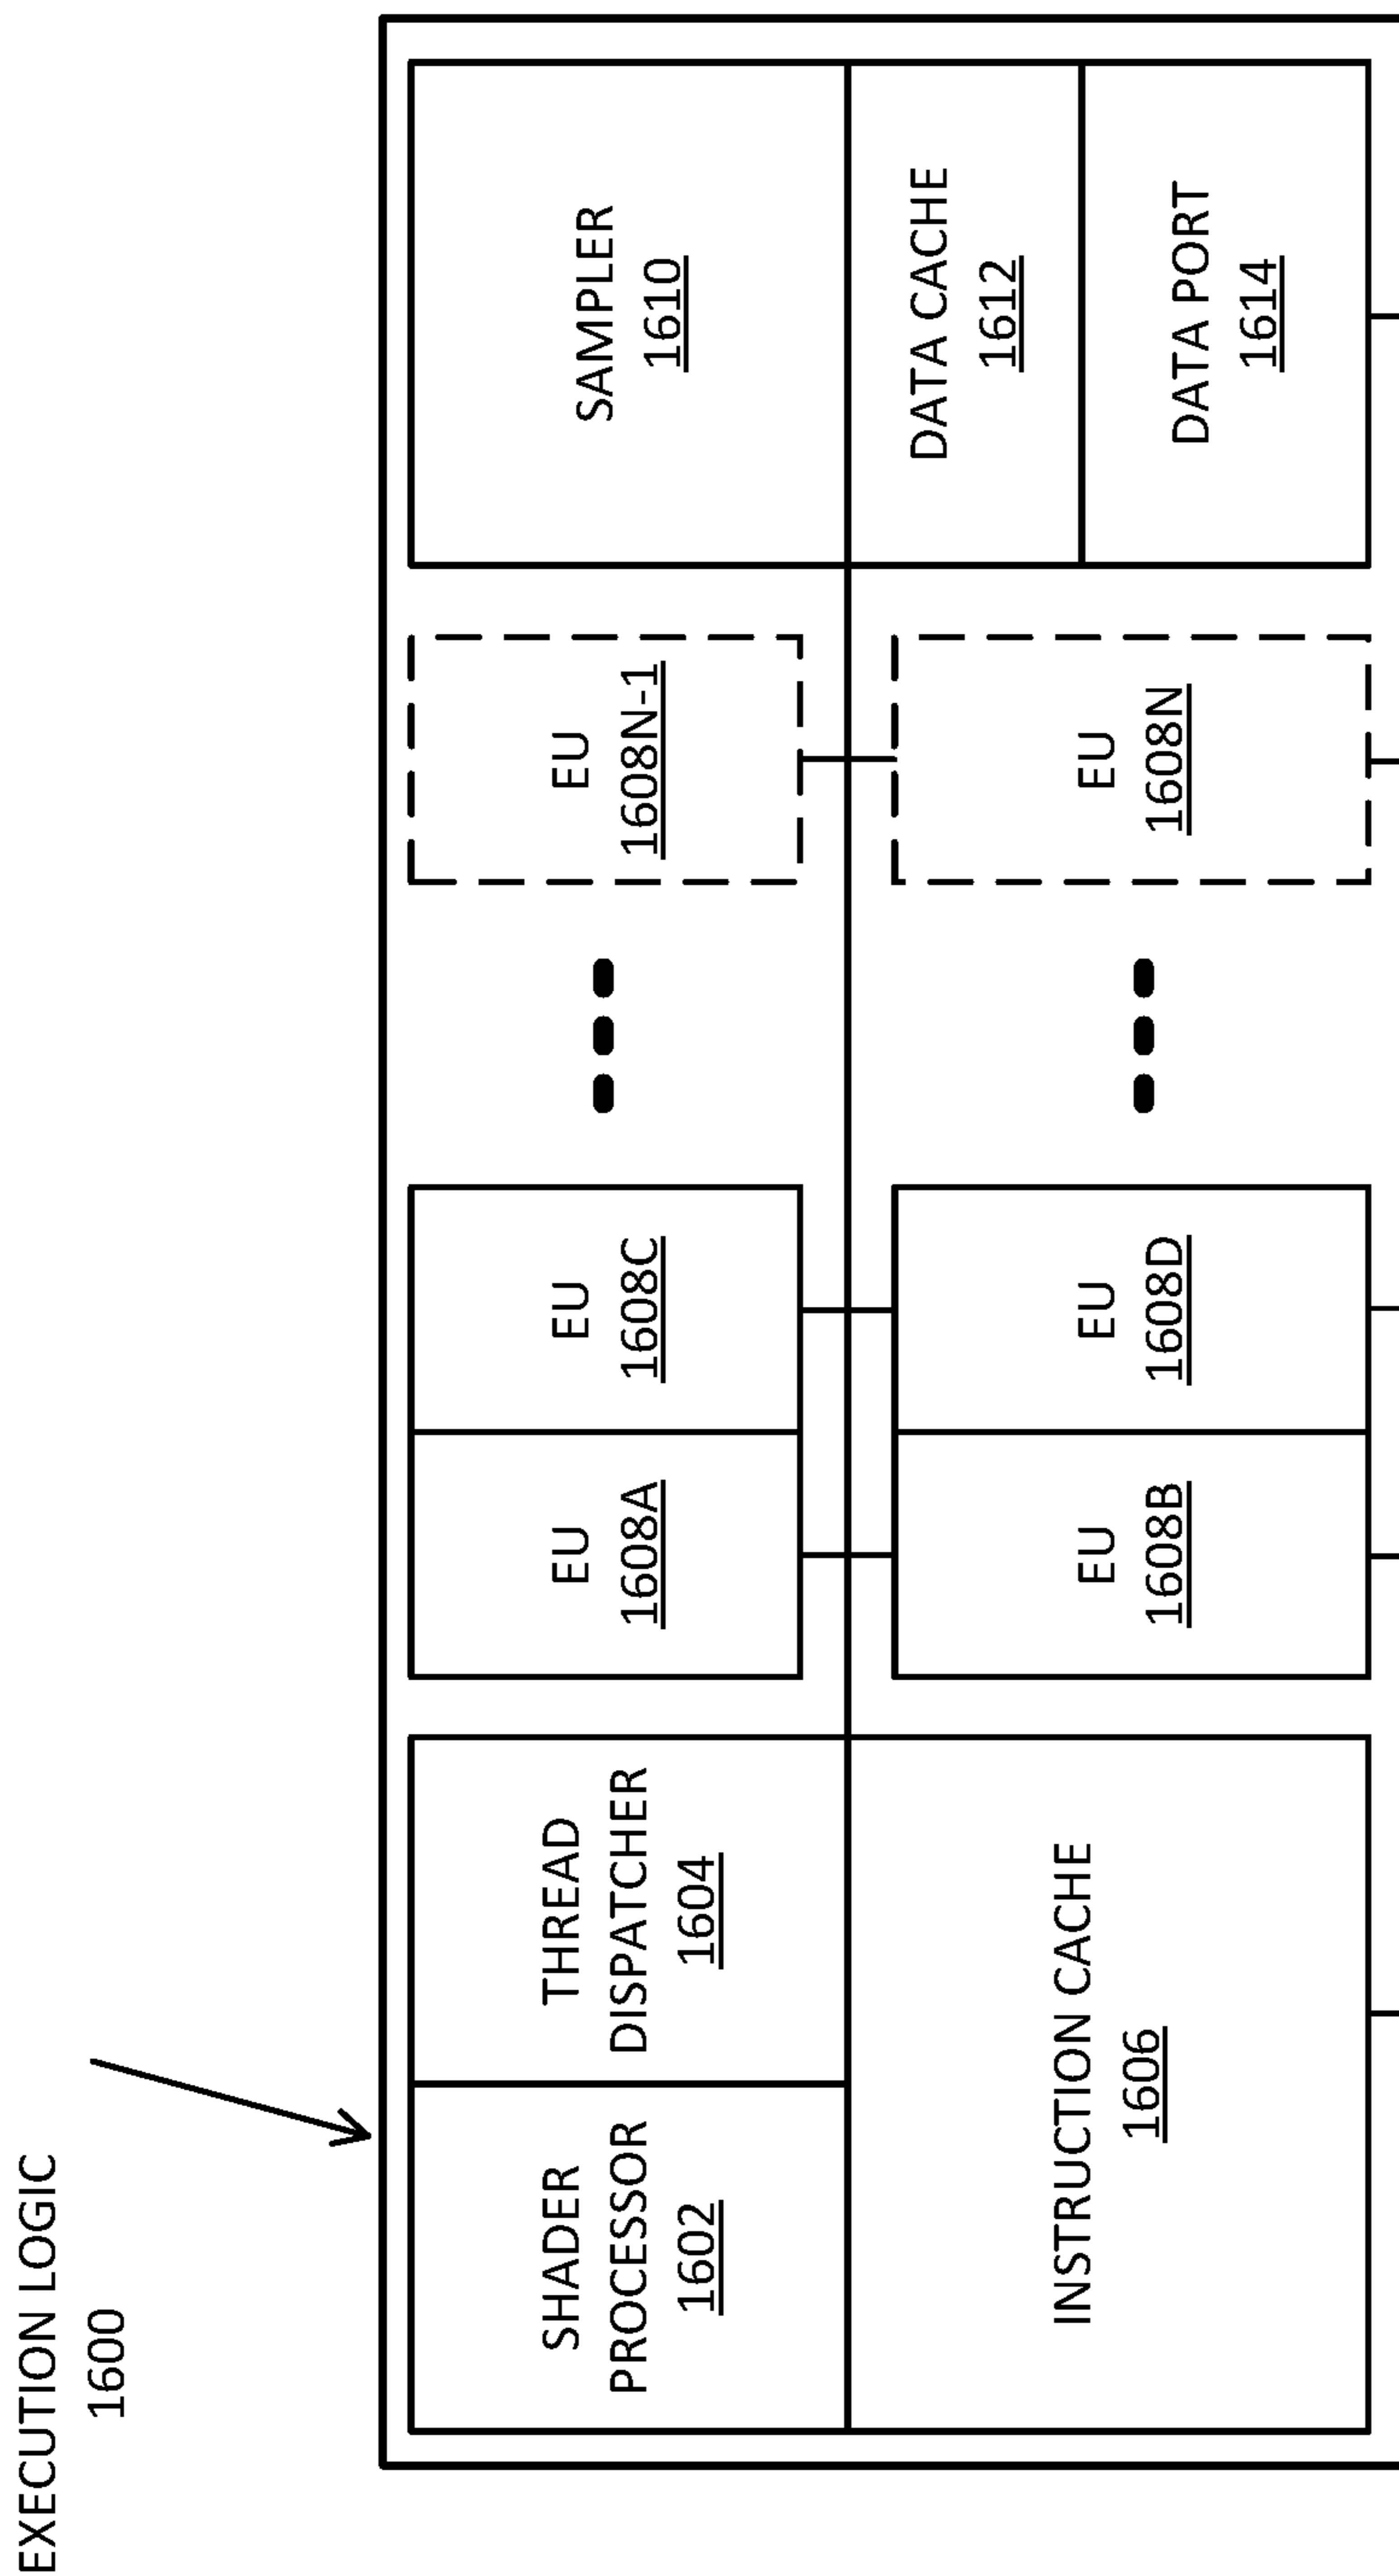 EXECUTION LOGIC
1600
SHADER
PROCESSOR
1602
THREAD
DISPATCHER
1604
INSTRUCTION CACHE
1606
EU
1608A
EU
1608C
EU
1608B
EU
1608D
EU
1608N-1
EU
1608N
SAMPLER
1610
DATA CACHE
1612
DATA PORT
1614